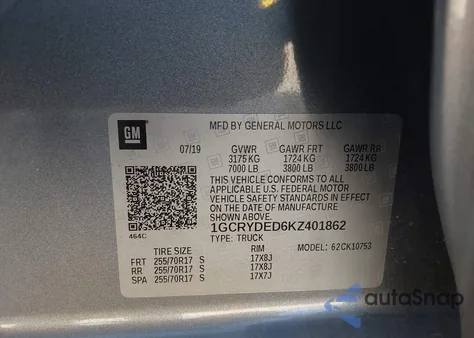 GM
MFD BY GENERAL MOTORS LLC
07/19 GVWR GAWR FRT GAWR RR
3175 KG 1724 KG 1724 KG
7000 LB 3800 LB 3800 LB
THIS VEHICLE CONFORMS TO ALL
APPLICABLE U.S. FEDERAL MOTOR
VEHICLE SAFETY STANDARDS IN EFFECT
ON THE DATE OF MANUFACTURE
SHOWN ABOVE.
1GCRYDED6KZ401862
464C
TYPE: TRUCK MODEL: 62CK10753
TIRE SIZE RIM
FRT 255/70R17 S 17X8J
RR 255/70R17 S 17X8J
SPA 255/70R17 S 17X7J
autoSnap